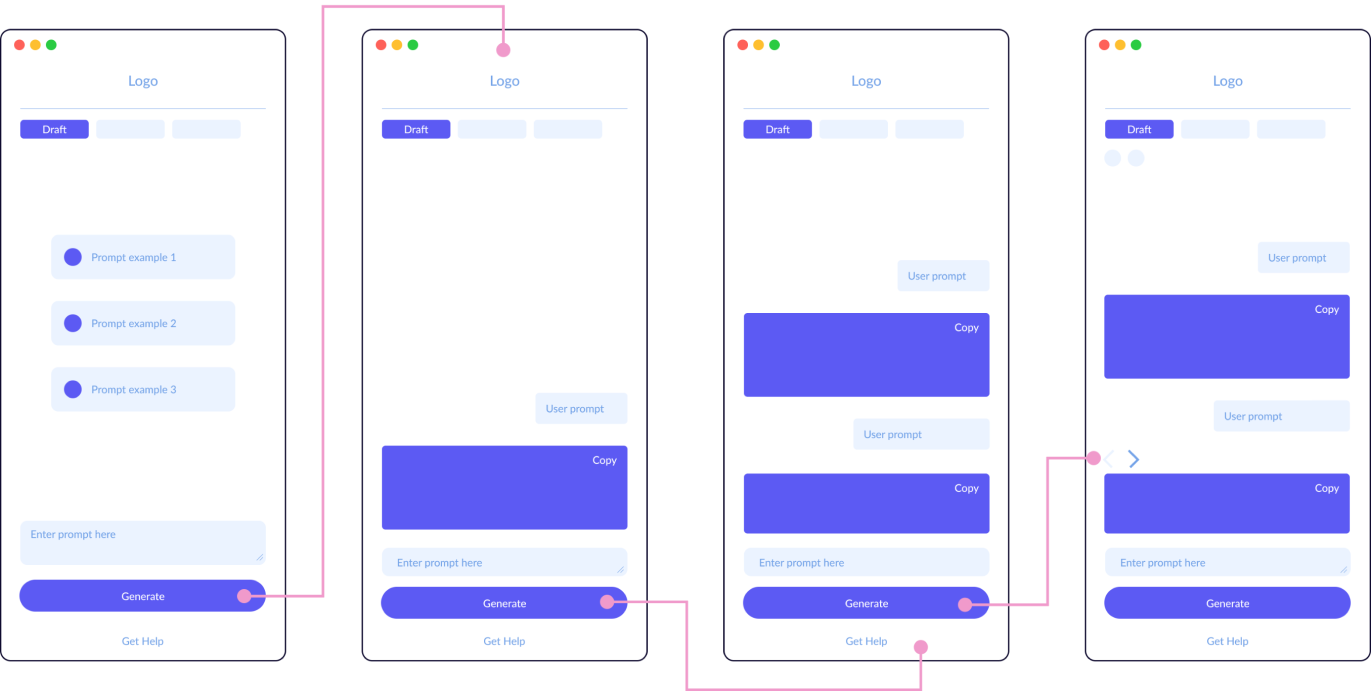 Logo
Draft
Prompt example 1
Prompt example 2
Prompt example 3
Enter prompt here
Generate
Get Help
Logo
Draft
User prompt
Copy
Enter prompt here
Generate
Get Help
Logo
Draft
User prompt
Copy
User prompt
Copy
Enter prompt here
Generate
Get Help
Logo
Draft
User prompt
Copy
User prompt
Copy
Enter prompt here
Generate
Get Help